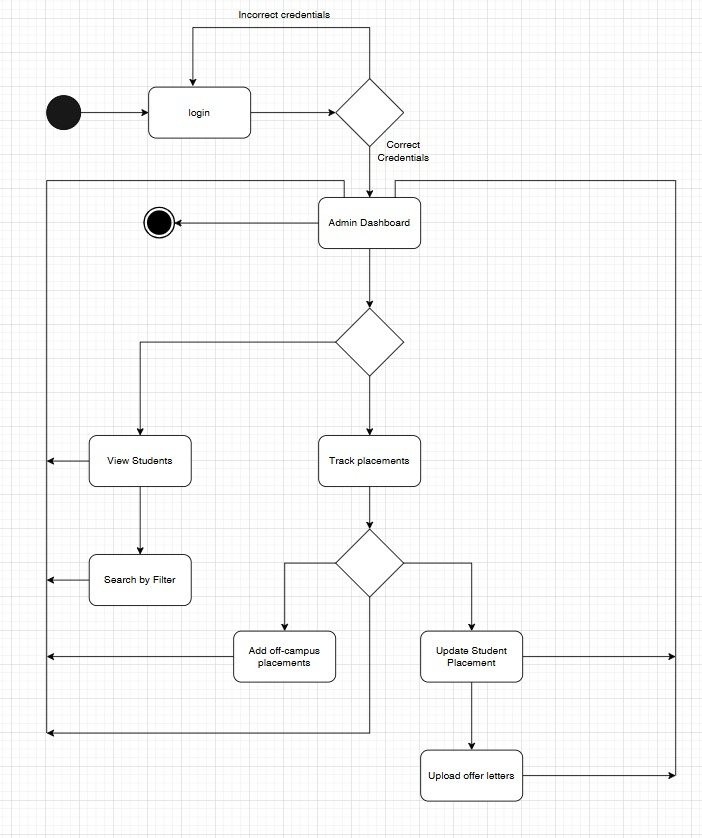 Incorrect credentials
login
Correct
Credentials
Admin Dashboard
View Students
Track placements
Search by Filter
Add off-campus
placements
Update Student
Placement
Upload offer letters